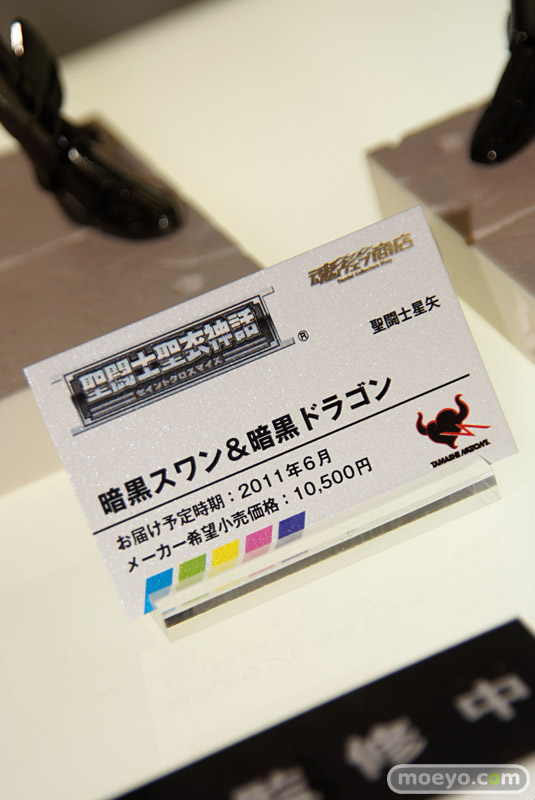 魂ウェブ商店
聖闘士聖衣神話
セイントクロスマイス
®
聖闘士星矢
暗黒スワン&暗黒ドラゴン
お届け予定時期：2011年6月
メーカー希望小売価格：10,500円
TAMASHII NATIONS
監修中
moeyo.com